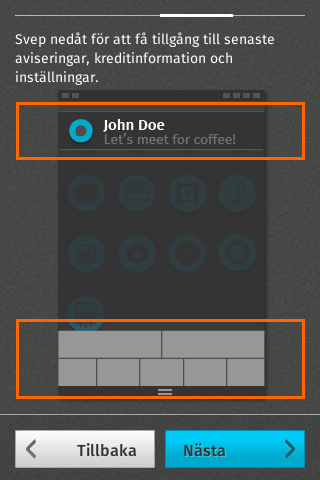 Svep nedåt för att få tillgång till senaste
aviseringar, kreditinformation och
inställningar.
John Doe
Let's meet for coffee!
Tillbaka
Nästa